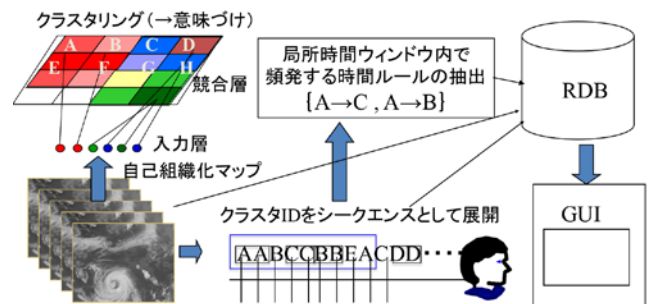 クラスタリング(→意味づけ)
A B C D
E F G H
競合層
入力層
自己組織化マップ
局所時間ウィンドウ内で
頻発する時間ルールの抽出
{A→C , A→B}
RDB
クラスタIDをシークエンスとして展開
AABCCBBEACDD・・・・
GUI